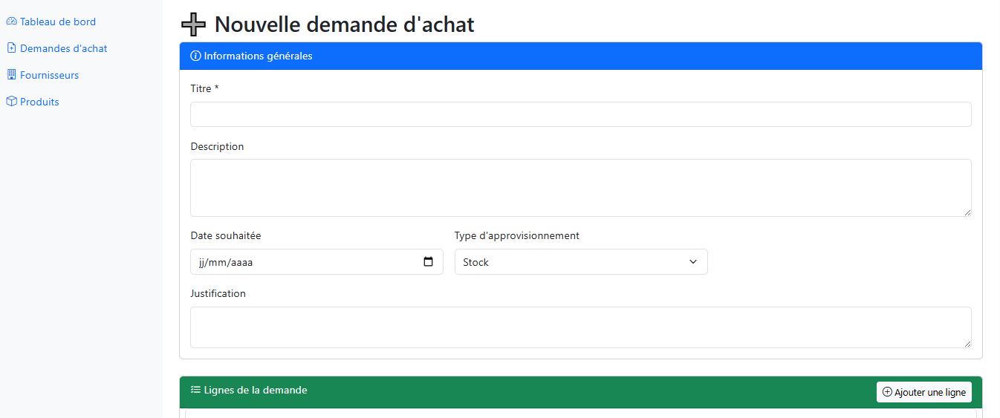 Tableau de bord
Demandes d'achat
Fournisseurs
Produits
Nouvelle demande d'achat
Informations générales
Titre *
Description
Date souhaitée
Type d'approvisionnement
jj/mm/aaaa
Stock
Justification
Lignes de la demande
Ajouter une ligne